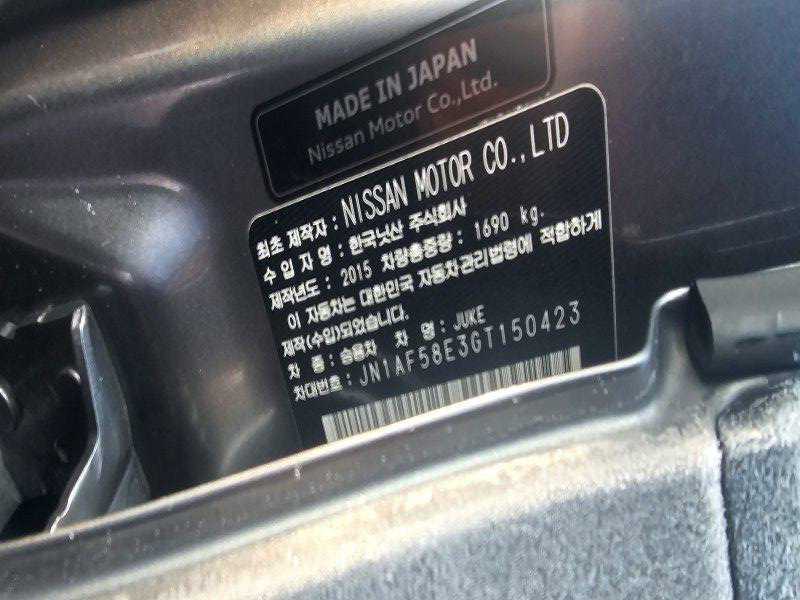 MADE IN JAPAN
Nissan Motor Co.,Ltd.
최초 제작자 : NISSAN MOTOR CO., LTD
수 입 자 명 : 한국닛산 주식회사
제작년도 : 2015 차량총중량 : 1690 kg.
이 자동차는 대한민국 자동차관리법령에 적합하게
제작(수입)되었습니다.
차 종 : 승용차 차 명 : JUKE
차대번호 : JN1AF58E3GT150423